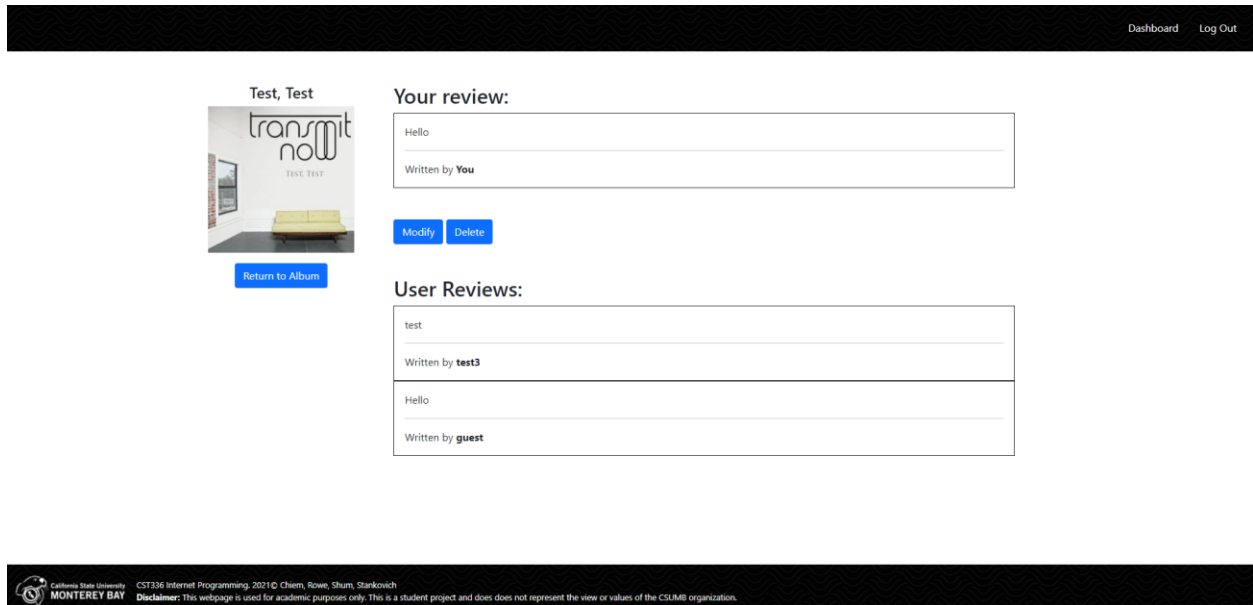 Dashboard Log Out
Test, Test
transmit
now
TEST, TEST
Return to Album
Your review:
Hello
Written by You
Modify Delete
User Reviews:
test
Written by test3
Hello
Written by guest
California State University
MONTEREY BAY
CST336 Internet Programming. 2021© Chiem, Rowe, Shum, Stankovich
Disclaimer: This webpage is used for academic purposes only. This is a student project and does does not represent the view or values of the CSUMB organization.